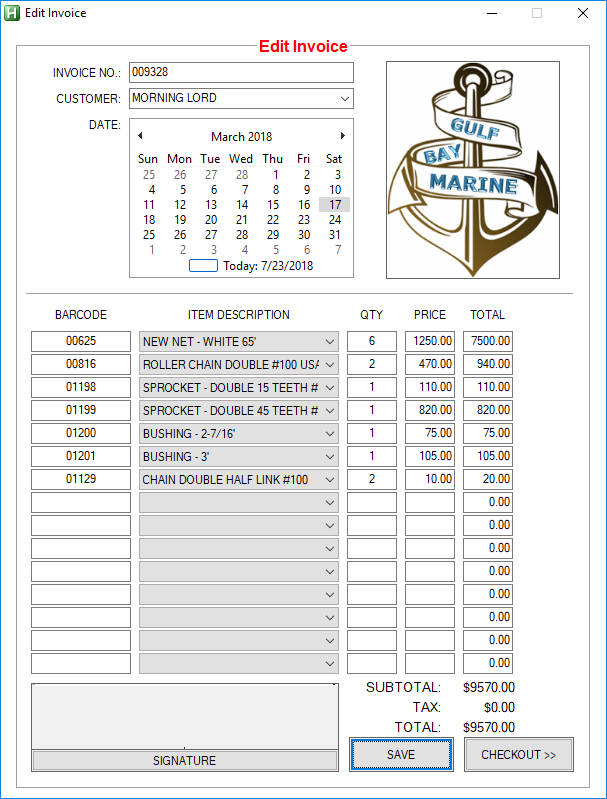 Edit Invoice
Edit Invoice
INVOICE NO.: 009328
CUSTOMER: MORNING LORD
DATE:
March 2018
Sun Mon Tue Wed Thu Fri Sat
25 26 27 28 1 2 3
4 5 6 7 8 9 10
11 12 13 14 15 16 17
18 19 20 21 22 23 24
25 26 27 28 29 30 31
1 2 3 4 5 6 7
Today: 7/23/2018
GULF
BAY
MARINE
BARCODE ITEM DESCRIPTION QTY PRICE TOTAL
00625 NEW NET - WHITE 65' 6 1250.00 7500.00
00816 ROLLER CHAIN DOUBLE #100 USA 2 470.00 940.00
01198 SPROCKET - DOUBLE 15 TEETH # 1 110.00 110.00
01199 SPROCKET - DOUBLE 45 TEETH # 1 820.00 820.00
01200 BUSHING - 2-7/16' 1 75.00 75.00
01201 BUSHING - 3' 1 105.00 105.00
01129 CHAIN DOUBLE HALF LINK #100 2 10.00 20.00
0.00
0.00
0.00
0.00
0.00
0.00
0.00
0.00
SUBTOTAL: $9570.00
TAX: $0.00
TOTAL: $9570.00
SIGNATURE
SAVE
CHECKOUT >>